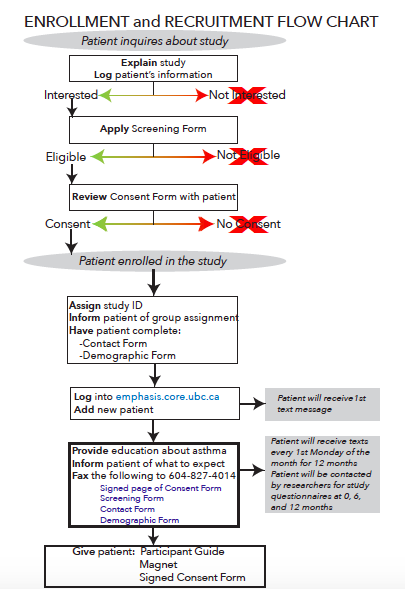 ENROLLMENT and RECRUITMENT FLOW CHART
Patient inquires about study
Explain study
Log patient's information
Interested
Not Interested
Apply Screening Form
Eligible
Not Eligible
Review Consent Form with patient
Consent
No Consent
Patient enrolled in the study
Assign study ID
Inform patient of group assignment
Have patient complete:
-Contact Form
-Demographic Form
Log into emphasis.core.ubc.ca
Add new patient
Patient will receive 1st
text message
Provide education about asthma
Inform patient of what to expect
Fax the following to 604-827-4014
Signed page of Consent Form
Screening Form
Contact Form
Demographic Form
Patient will receive texts
every 1st Monday of the
month for 12 months
Patient will be contacted
by researchers for study
questionnaires at 0, 6,
and 12 months
Give patient: Participant Guide
Magnet
Signed Consent Form